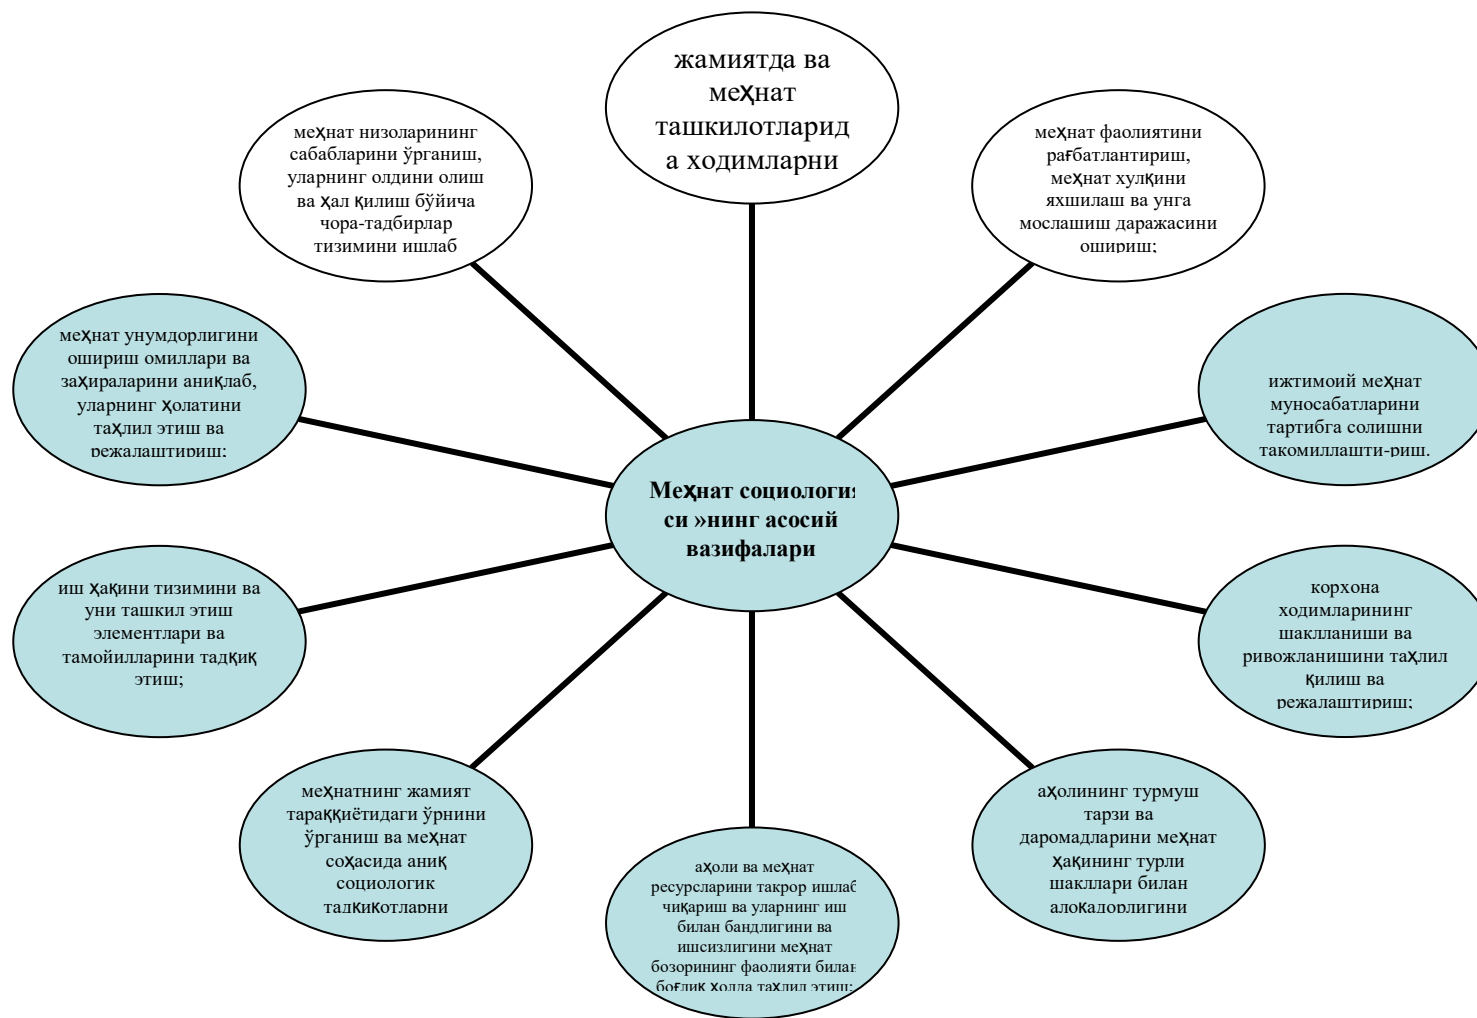 жамиятда ва
меҳнат
ташкилотларид
а ходимларни
меҳнат низоларининг
сабабларини ўрганиш,
уларнинг олдини олиш
ва ҳал қилиш бўйича
чора-тадбирлар
тизимини ишлаб
меҳнат фаолиятини
рағбатлантириш,
меҳнат хулқини
яхшилаш ва унга
мослашиш даражасини
ошириш;
меҳнат унумдорлигини
ошириш омиллари ва
заҳираларини аниқлаб,
уларнинг ҳолатини
таҳлил этиш ва
режалаштириш;
ижтимоий меҳнат
муносабатларини
тартибга солишни
такомиллашти-риш.
Меҳнат социология
си »нинг асосий
вазифалари
иш ҳақини тизимини ва
уни ташкил этиш
элементлари ва
тамойилларини тадқиқ
этиш;
корхона
ходимларининг
шаклланиши ва
ривожланишини таҳлил
қилиш ва
режалаштириш;
меҳнатнинг жамият
тараққиётидаги ўрнини
ўрганиш ва меҳнат
соҳасида аниқ
социологик
тадқиқотларни
аҳоли ва меҳнат
ресурсларини такрор ишлаб
чиқариш ва уларнинг иш
билан бандлигини ва
ишсизлигини меҳнат
бозорининг фаолияти билан
боғлиқ ҳолда таҳлил этиш;
аҳолининг турмуш
тарзи ва
даромадларини меҳнат
ҳақининг турли
шакллари билан
алоқадорлигини